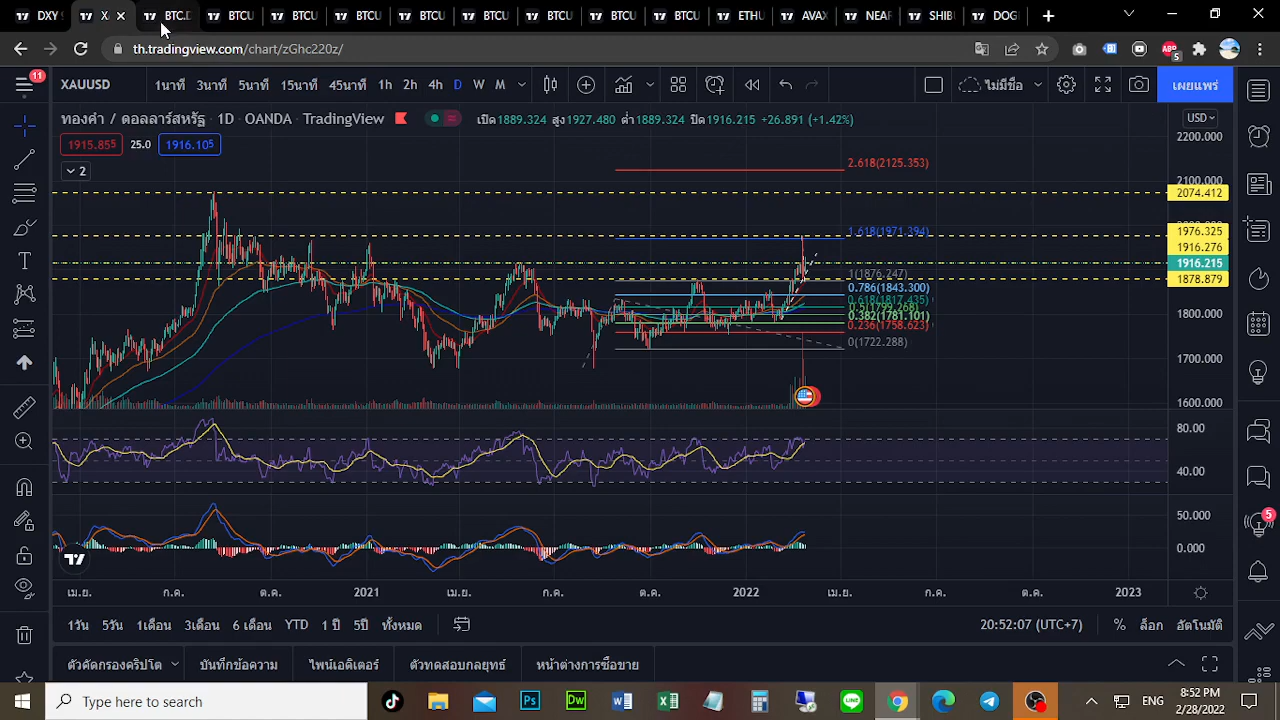 DXY
X
BTC.D
BTCU
BTCU
BTCU
BTCU
BTCU
BTCU
BTCU
BTCU
ETHU
AVAX
NEAR
SHIB
DOG
th.tradingview.com/chart/zGhc220z/
11
XAUUSD
1นาที
3นาที
5นาที
15นาที
45นาที
1h
2h
4h
D
W
M
ไม่มีชื่อ
เผยแพร่
ทองคำ / ดอลลาร์สหรัฐ · 1D · OANDA · TradingView
เปิด1889.324 สูง1927.480 ต่ำ1889.324 ปิด1916.215 +26.891 (+1.42%)
USD
1915.855
25.0
1916.105
2
2200.000
2100.000
2074.412
1976.325
1916.276
1916.215
1878.879
1800.000
1700.000
1600.000
2.618(2125.353)
1.618(1971.394)
1(1876.247)
0.786(1843.300)
0.618(1817.435)
0.5(1799.268)
0.382(1781.101)
0.236(1758.623)
0(1722.288)
80.00
40.00
50.000
0.000
เม.ย.
ก.ค.
ต.ค.
2021
เม.ย.
ก.ค.
ต.ค.
2022
เม.ย.
ก.ค.
ต.ค.
2023
1วัน
5วัน
1เดือน
3เดือน
6 เดือน
YTD
1 ปี
5ปี
ทั้งหมด
20:52:07 (UTC+7)
%
ล็อก
อัตโนมัติ
ตัวคัดกรองคริปโต
บันทึกข้อความ
ไพน์เอดิเตอร์
ตัวทดสอบกลยุทธ์
หน้าต่างการซื้อขาย
5
5
Type here to search
ENG
8:52 PM
2/28/2022